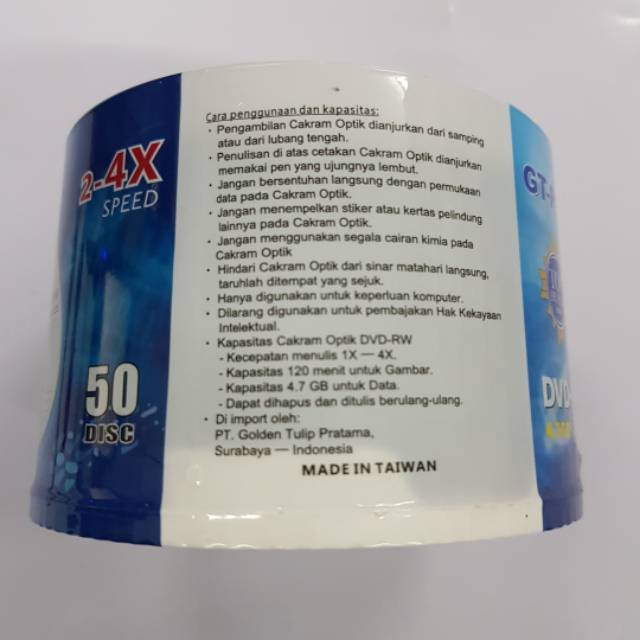 2-4X
SPEED
50
DISC
Cara penggunaan dan kapasitas:
· Pengambilan Cakram Optik dianjurkan dari samping
atau dari lubang tengah.
· Penulisan di atas cetakan Cakram Optik dianjurkan
memakai pen yang ujungnya lembut.
· Jangan bersentuhan langsung dengan permukaan
data pada Cakram Optik.
· Jangan menempelkan stiker atau kertas pelindung
lainnya pada Cakram Optik.
· Jangan menggunakan segala cairan kimia pada
Cakram Optik
· Hindari Cakram Optik dari sinar matahari langsung,
taruhlah ditempat yang sejuk.
· Hanya digunakan untuk keperluan komputer.
· Dilarang digunakan untuk pembajakan Hak Kekayaan
Intelektual.
· Kapasitas Cakram Optik DVD-RW
- Kecepatan menulis 1X — 4X.
- Kapasitas 120 menit untuk Gambar.
- Kapasitas 4.7 GB untuk Data.
- Dapat dihapus dan ditulis berulang-ulang.
· Di import oleh:
PT. Golden Tulip Pratama,
Surabaya — Indonesia
MADE IN TAIWAN
GT-
DVD-